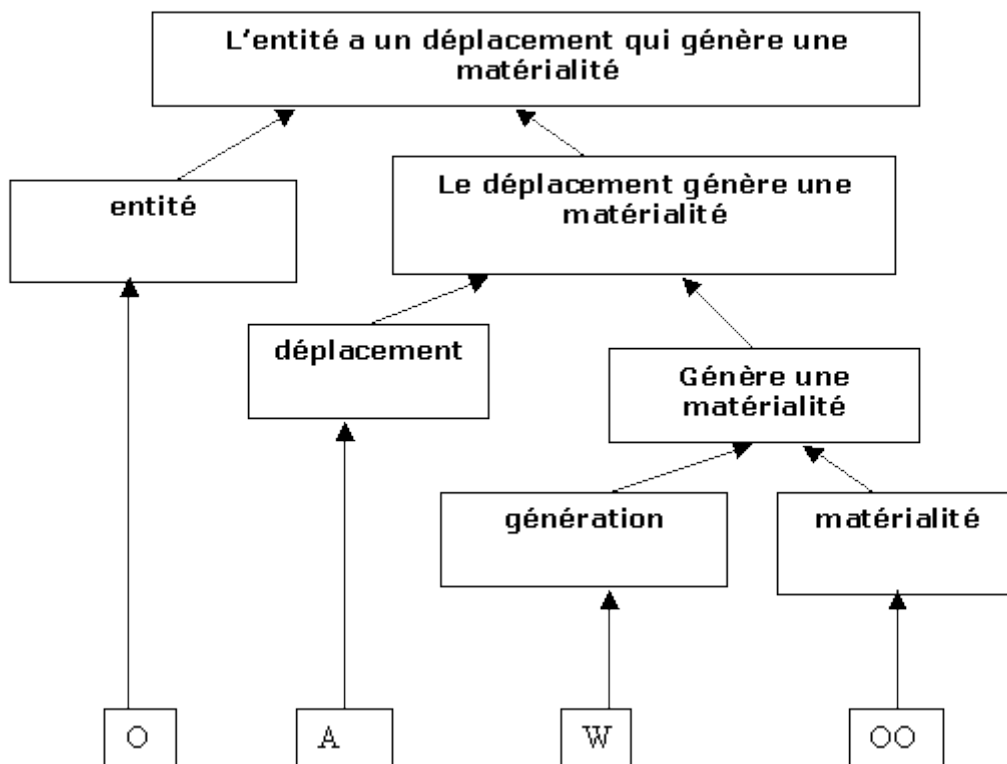 L'entité a un déplacement qui génère une
matérialité
entité
Le déplacement génère une
matérialité
déplacement
Génère une
matérialité
génération
matérialité
O
A
W
OO